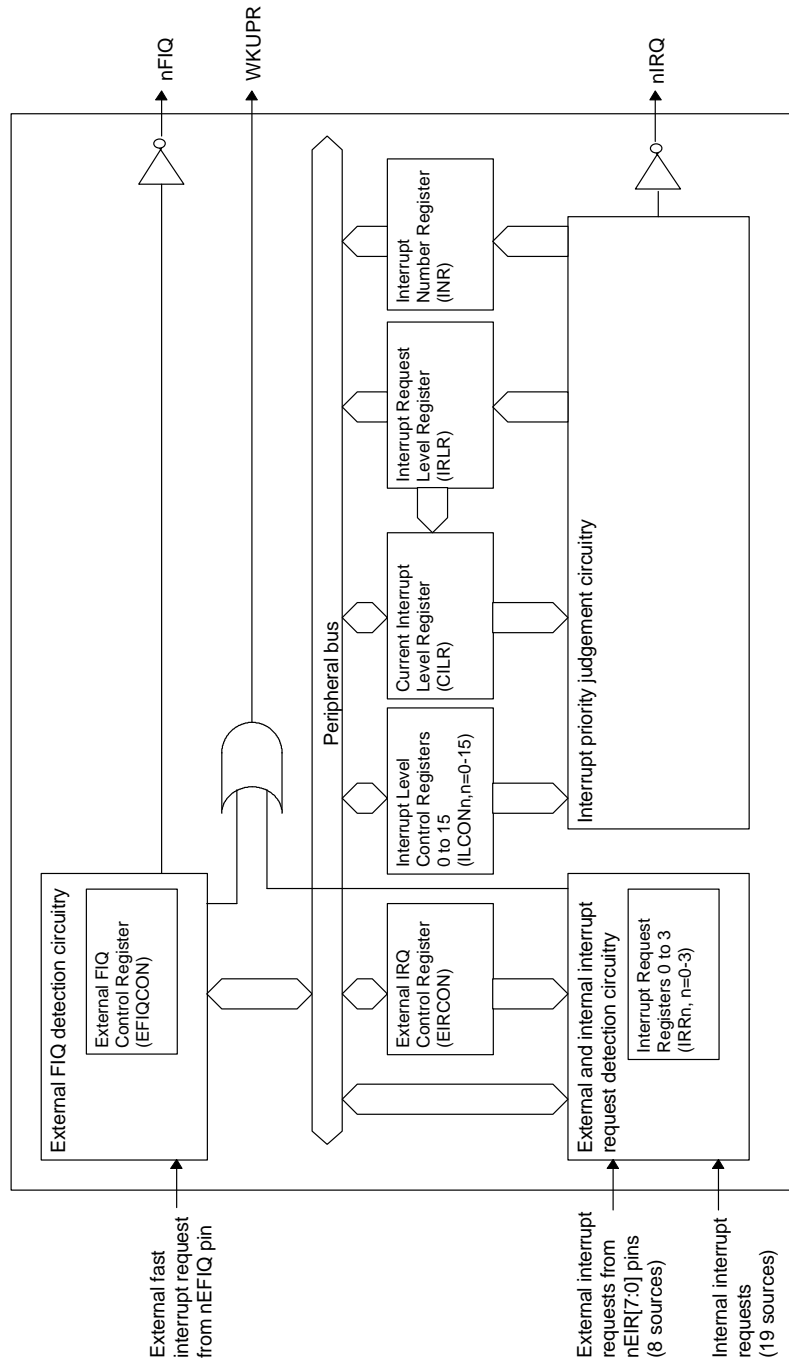 External fast
interrupt request
from nEFIQ pin
External FIQ detection circuitry
External FIQ
Control Register
(EFIQCON)
nFIQ
WKUPR
Peripheral bus
External IRQ
Control Register
(EIRCON)
Interrupt Level
Control Registers
0 to 15
(ILCONn,n=0-15)
Current Interrupt
Level Register
(CILR)
Interrupt Request
Level Register
(IRLR)
Interrupt
Number Register
(INR)
External interrupt
requests from
nEIR[7:0] pins
(8 sources)
Internal interrupt
requests
(19 sources)
External and internal interrupt
request detection circuitry
Interrupt Request
Registers 0 to 3
(IRRn, n=0-3)
Interrupt priority judgement circuitry
nIRQ